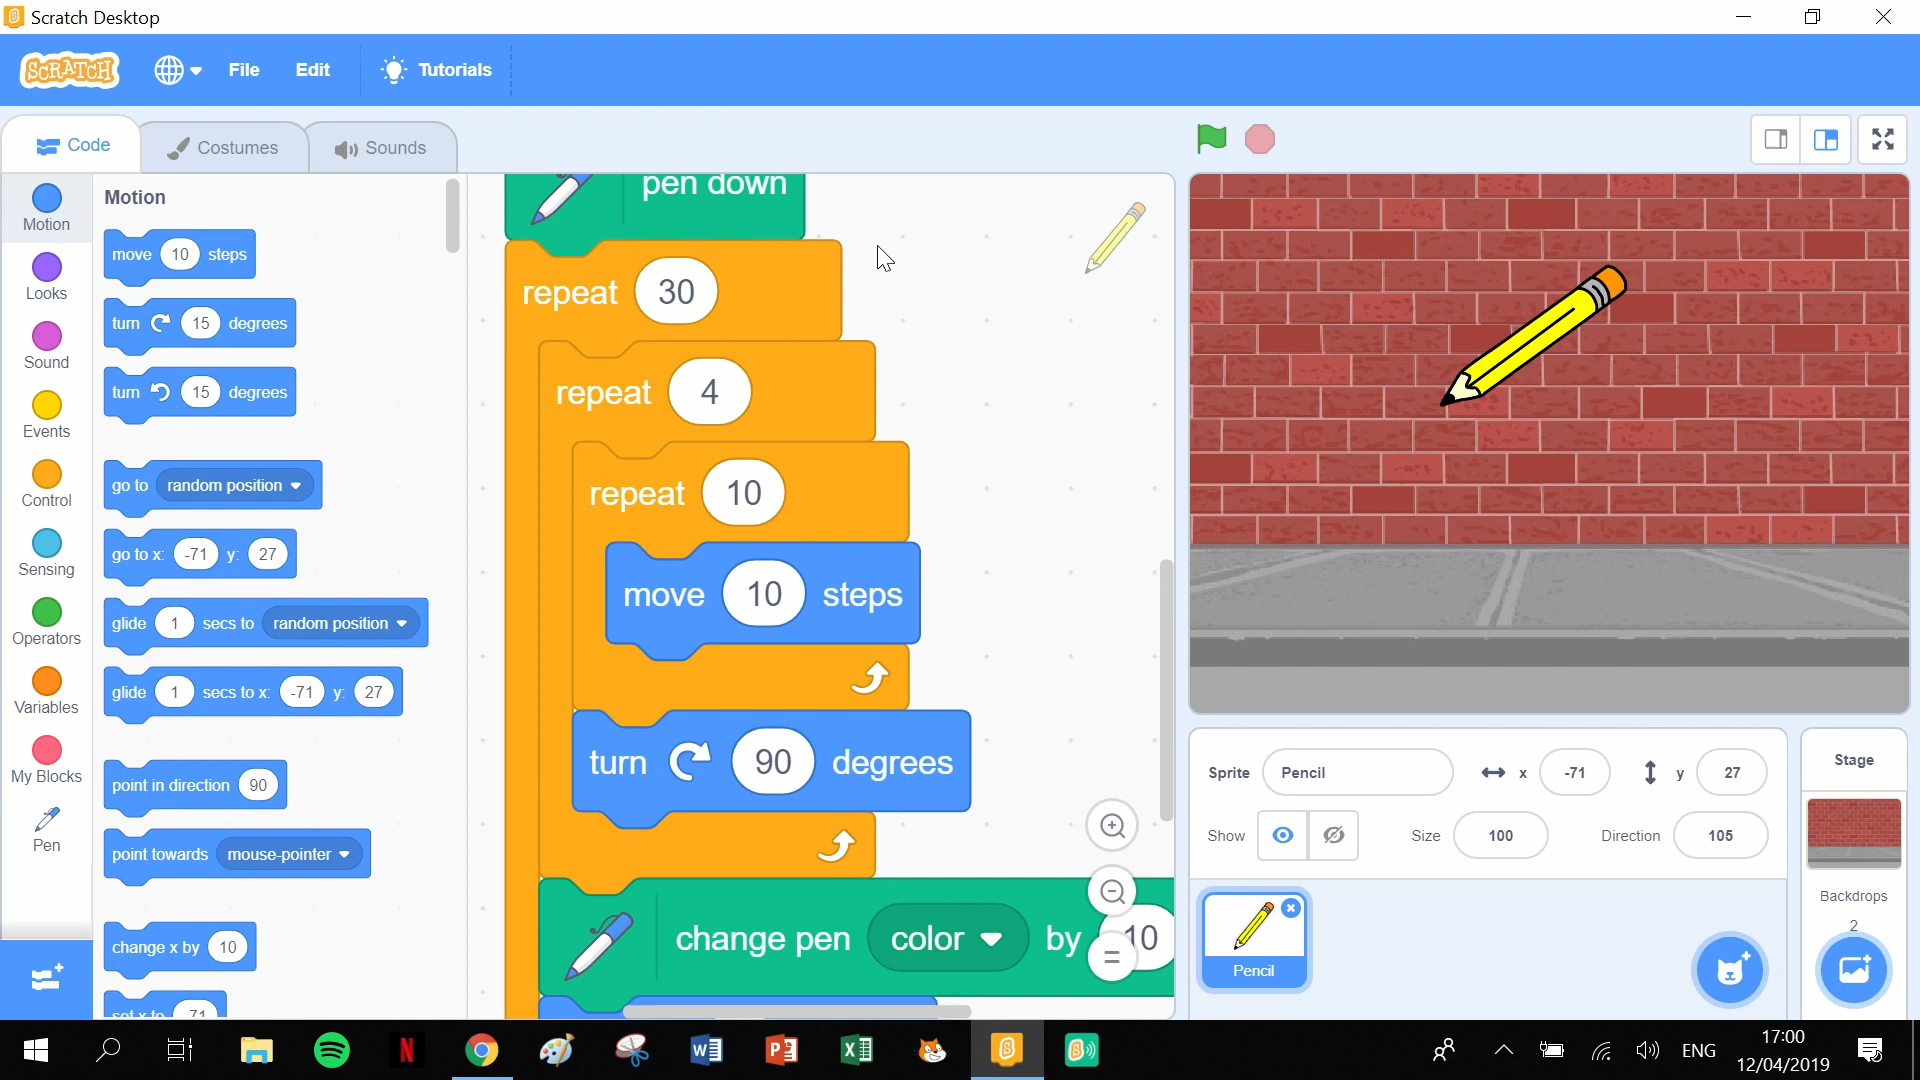 Scratch Desktop
SCRATCH
File
Edit
Tutorials
Code
Costumes
Sounds
Motion
Looks
Sound
Events
Control
Sensing
Operators
Variables
My Blocks
Pen
Motion
move 10 steps
turn 15 degrees
turn 15 degrees
go to random position
go to x: -71 y: 27
glide 1 secs to random position
glide 1 secs to x: -71 y: 27
point in direction 90
point towards mouse-pointer
change x by 10
set x to -71
pen down
repeat 30
repeat 4
repeat 10
move 10 steps
turn 90 degrees
change pen color by 10
Sprite Pencil x -71 y 27
Show Size 100 Direction 105
Pencil
Stage
Backdrops
2
N
W
P
X
ENG
17:00
12/04/2019